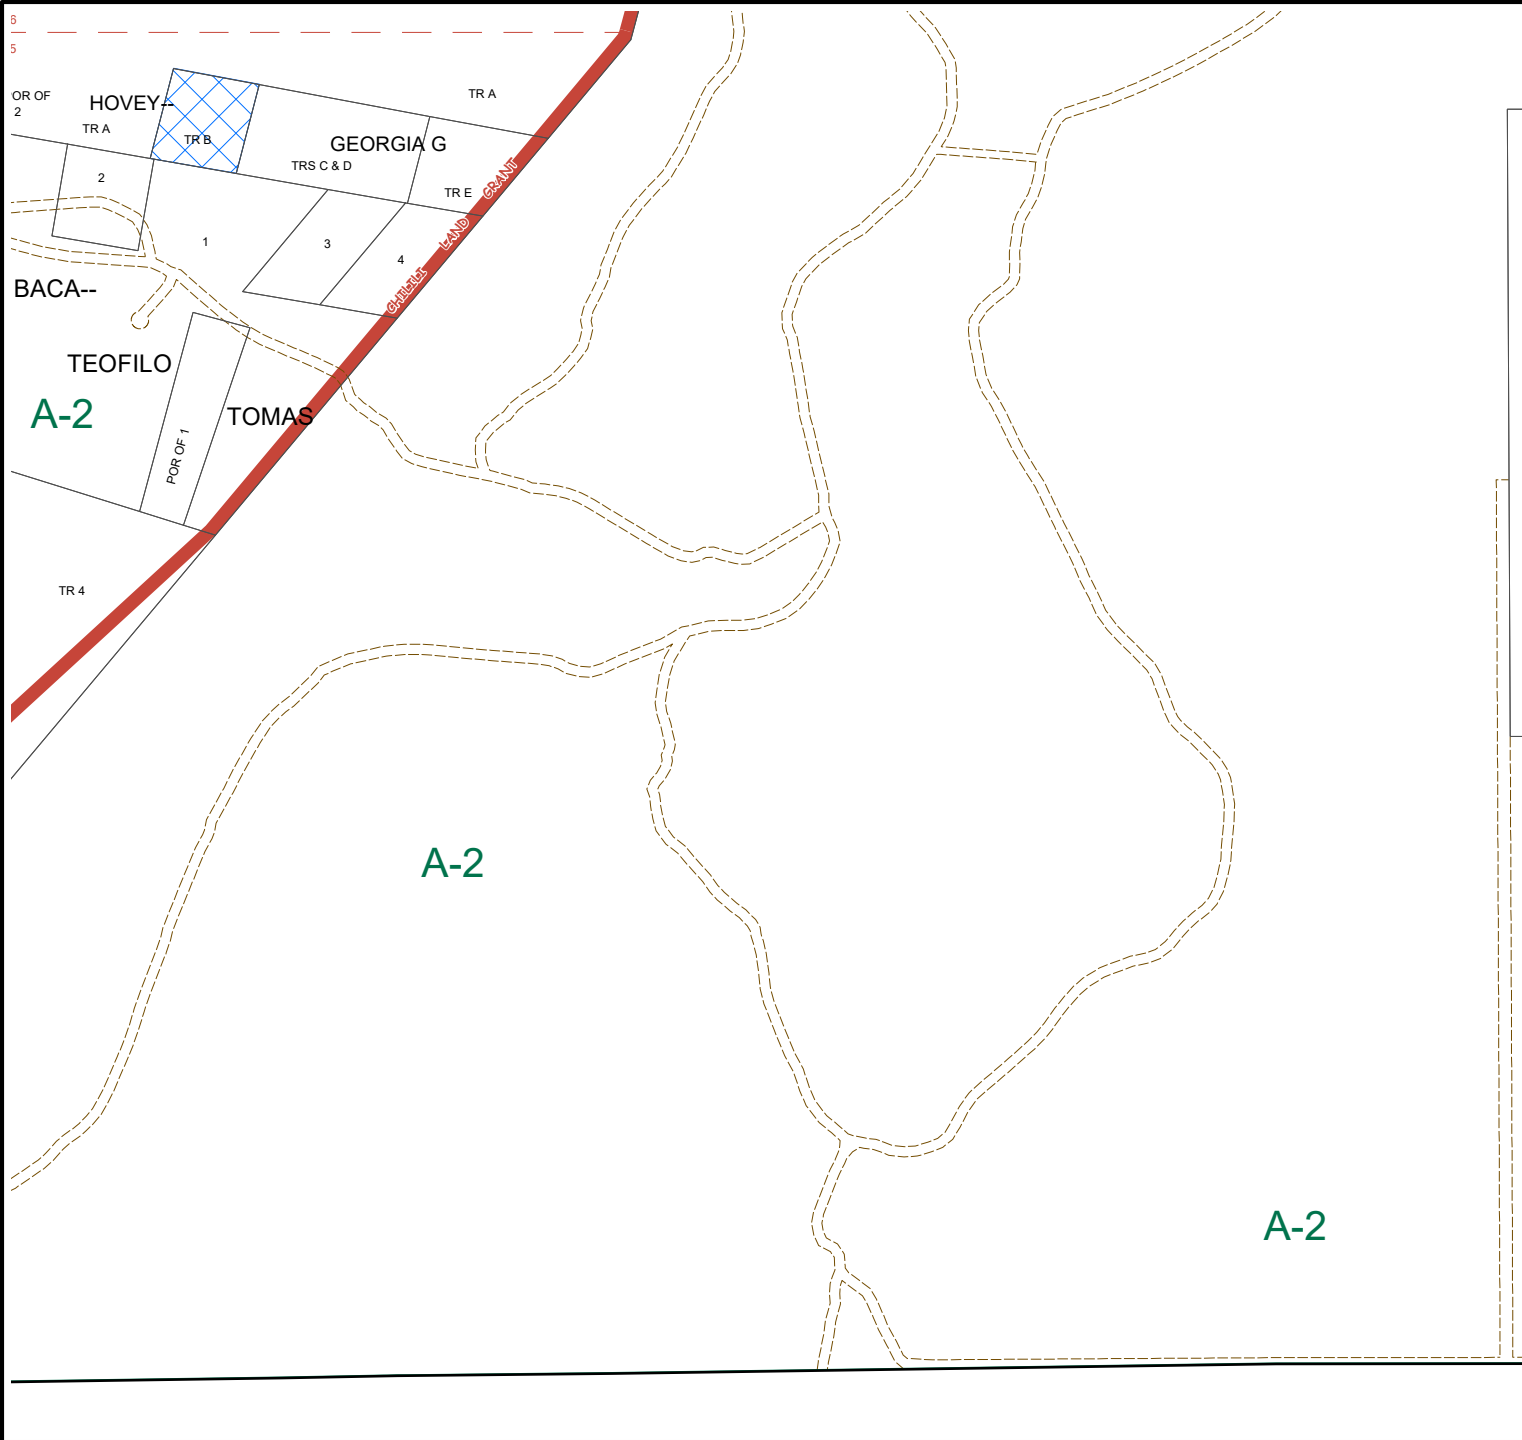 6
5
OR OF
2
HOVEY--
TR A
TR B
TR A
GEORGIA G
TRS C & D
TR E
2
1
3
4
CHILILI LAND GRANT
BACA--
TEOFILO
A-2
TOMAS
POR OF 1
TR 4
A-2
A-2